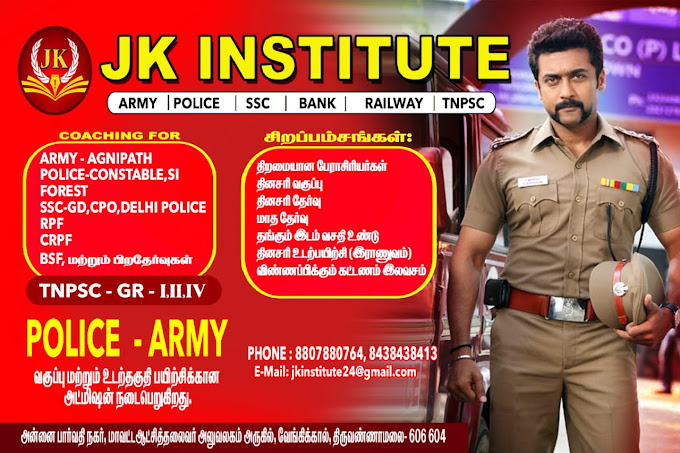 JK
JK INSTITUTE
ARMY | POLICE | SSC | BANK | RAILWAY | TNPSC
COACHING FOR
ARMY - AGNIPATH
POLICE-CONSTABLE,SI
FOREST
SSC-GD,CPO,DELHI POLICE
RPF
CRPF
BSF, மற்றும் பிறதேர்வுகள்
TNPSC - GR - I,II,IV
சிறப்பம்சங்கள்:
திறமையான பேராசிரியர்கள்
தினசரி வகுப்பு
தினசரி தேர்வு
மாத தேர்வு
தங்கும் இடம் வசதி உண்டு
தினசரி உடற்பயிற்சி (இராணுவம்)
விண்ணப்பிக்கும் கட்டணம் இலவசம்
POLICE - ARMY
வகுப்பு மற்றும் உடற்தகுதி பயிற்சிக்கான
அட்மிஷன் நடைபெறுகிறது.
PHONE : 8807880764, 8438438413
E-Mail: jkinstitute24@gmail.com
அன்னை பார்வதி நகர், மாவட்டஆட்சித்தலைவர் அலுவலகம் அருகில், வேங்கிக்கால், திருவண்ணாமலை- 606 604
CO (P) L